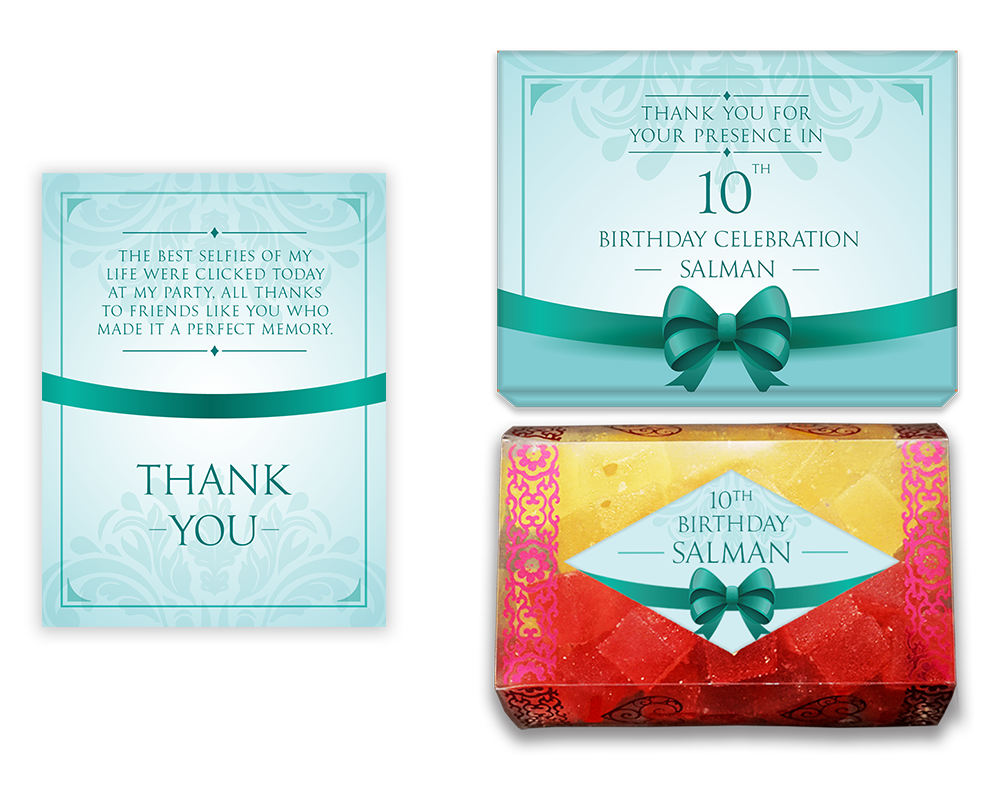 THE BEST SELFIES OF MY
LIFE WERE CLICKED TODAY
AT MY PARTY, ALL THANKS
TO FRIENDS LIKE YOU WHO
MADE IT A PERFECT MEMORY.
THANK
-YOU-
THANK YOU FOR
YOUR PRESENCE IN
10TH
BIRTHDAY CELEBRATION
— SALMAN —
10TH
BIRTHDAY
— SALMAN —